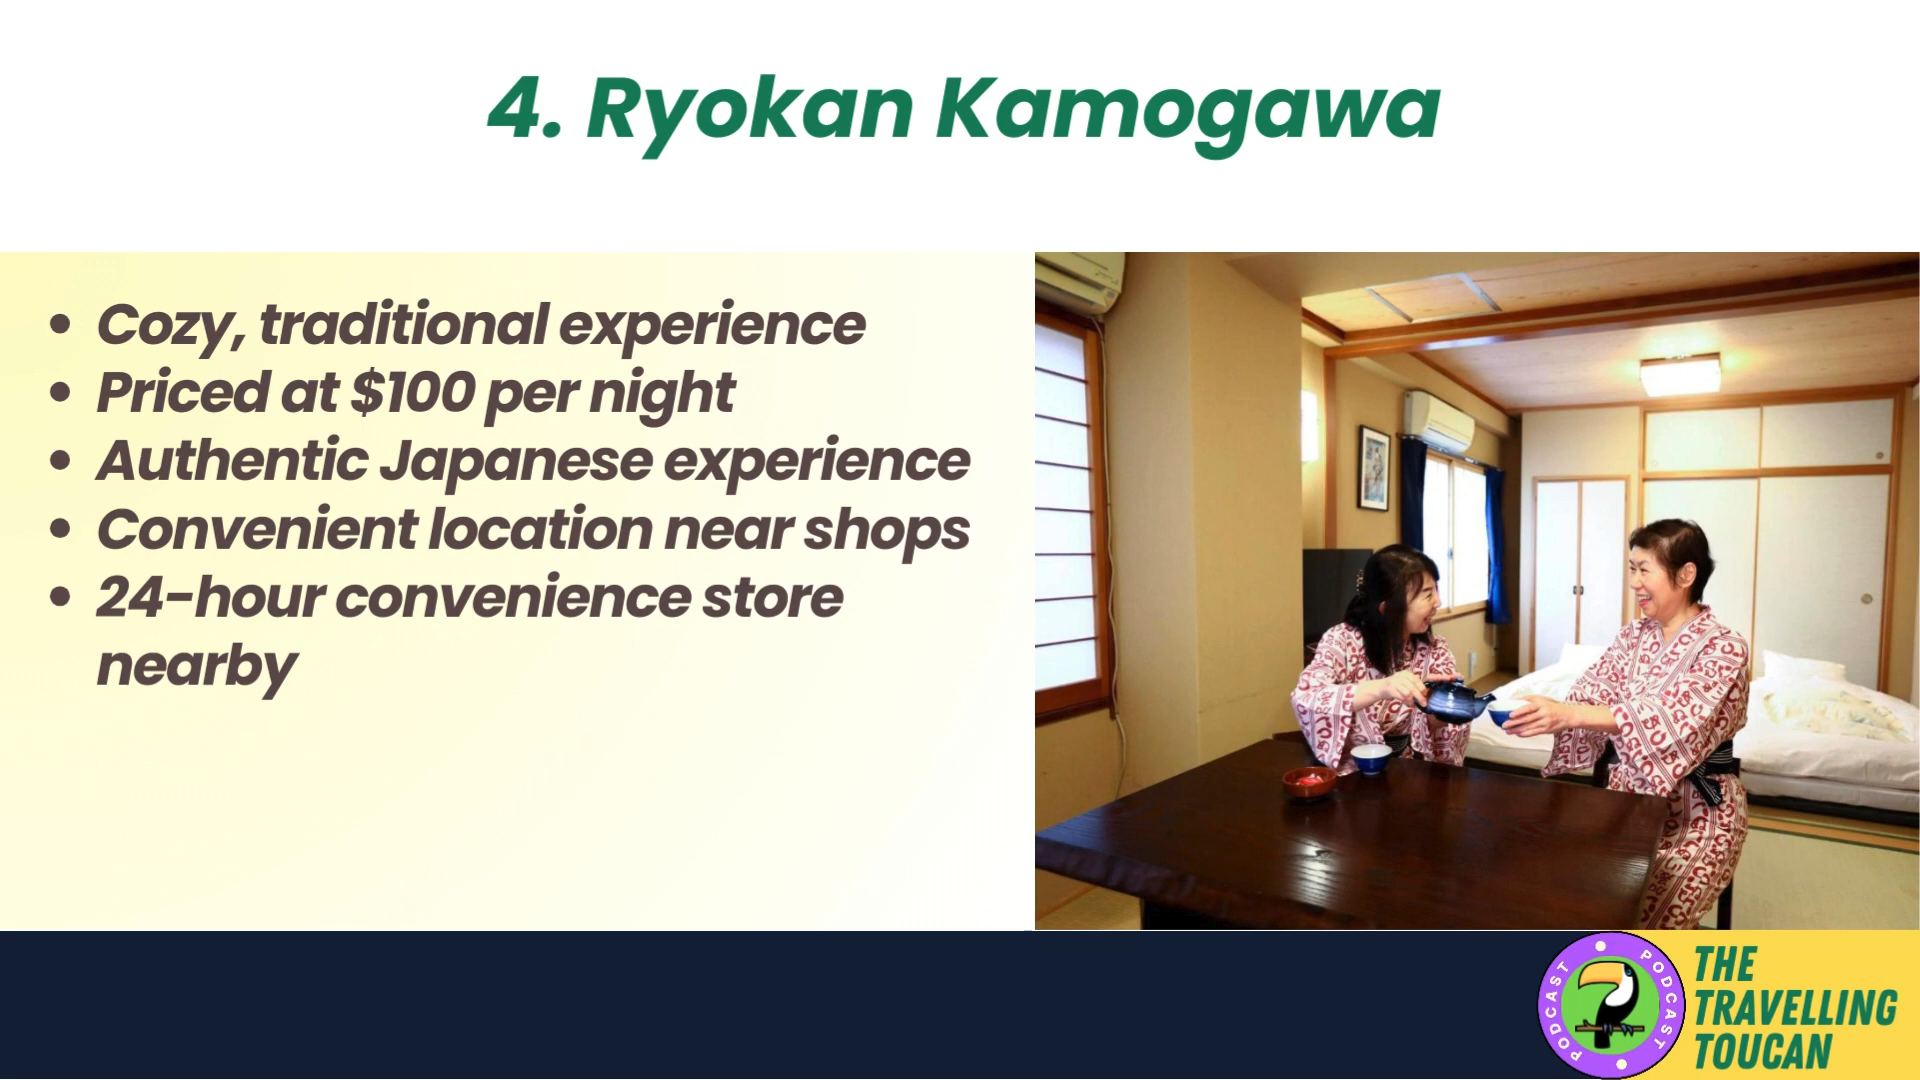 4. Ryokan Kamogawa
Cozy, traditional experience
Priced at $100 per night
Authentic Japanese experience
Convenient location near shops
24-hour convenience store
nearby
PODCAST
PODCAST
THE
TRAVELLING
TOUCAN